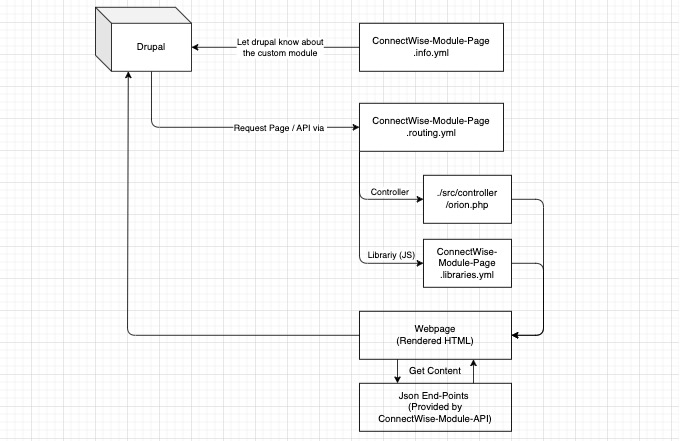 Drupal
Let drupal know about
the custom module
ConnectWise-Module-Page
.info.yml
Request Page / API via
ConnectWise-Module-Page
.routing.yml
Controller
./src/controller
/orion.php
Librariy (JS)
ConnectWise-
Module-Page
.libraries.yml
Webpage
(Rendered HTML)
Get Content
Json End-Points
(Provided by
ConnectWise-Module-API)